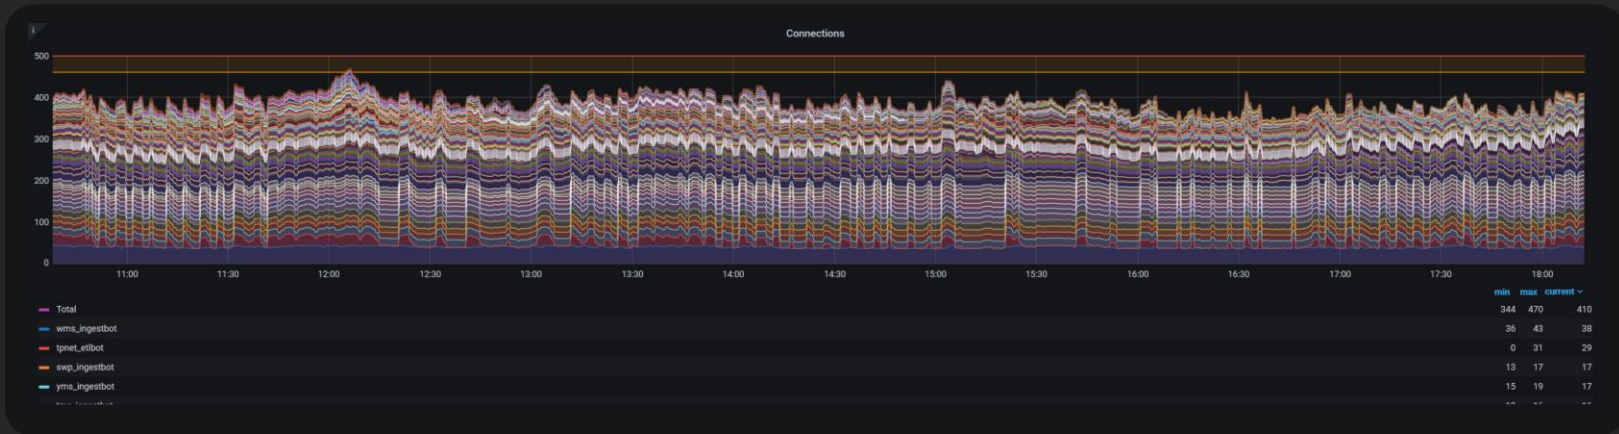 i
Connections
500
400
300
200
100
0
11:00 11:30 12:00 12:30 13:00 13:30 14:00 14:30 15:00 15:30 16:00 16:30 17:00 17:30 18:00
min max current
Total 344 470 410
wms_ingestbot 36 43 38
tpnet_etlbot 0 31 29
swp_ingestbot 13 17 17
yms_ingestbot 15 19 17